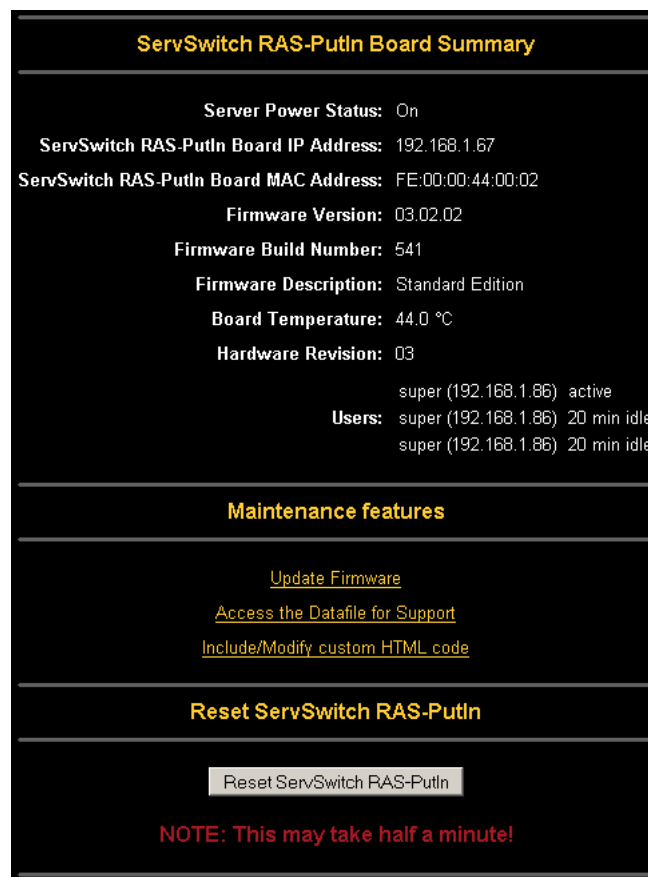 ServSwitch RAS-PutIn Board Summary
Server Power Status: On
ServSwitch RAS-PutIn Board IP Address: 192.168.1.67
ServSwitch RAS-PutIn Board MAC Address: FE:00:00:44:00:02
Firmware Version: 03.02.02
Firmware Build Number: 541
Firmware Description: Standard Edition
Board Temperature: 44.0 °C
Hardware Revision: 03
super (192.168.1.86) active
Users: super (192.168.1.86) 20 min idle
super (192.168.1.86) 20 min idle
Maintenance features
Update Firmware
Access the Datafile for Support
Include/Modify custom HTML code
Reset ServSwitch RAS-PutIn
Reset ServSwitch RAS-PutIn
NOTE: This may take half a minute!